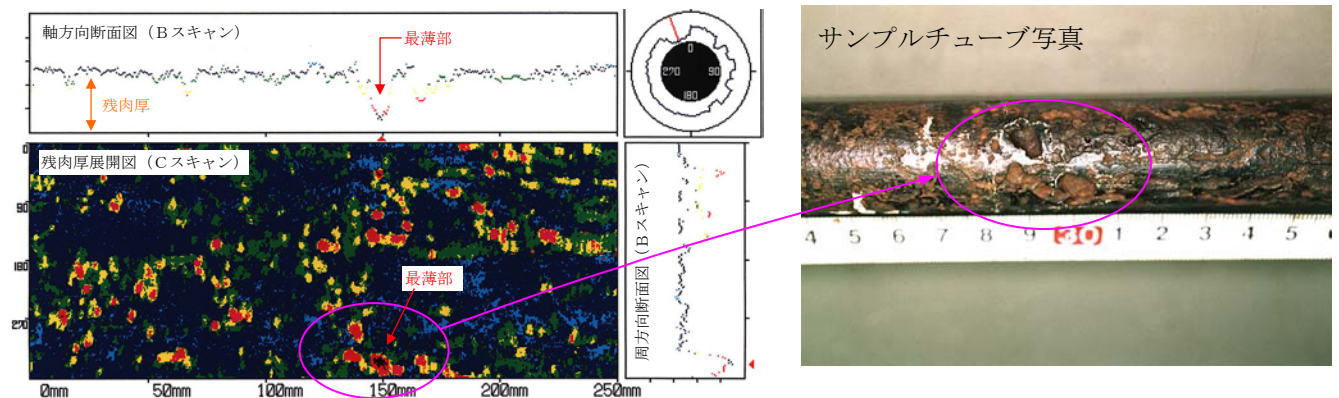 軸方向断面図（Bスキャン）
最薄部
残肉厚
0
270 90
180
残肉厚展開図（Cスキャン）
0
90
180
270
最薄部
0mm 50mm 100mm 150mm 200mm 250mm
周方向断面図（Bスキャン）
サンプルチューブ写真
4 5 6 7 8 9 30 1 2 3 4 5